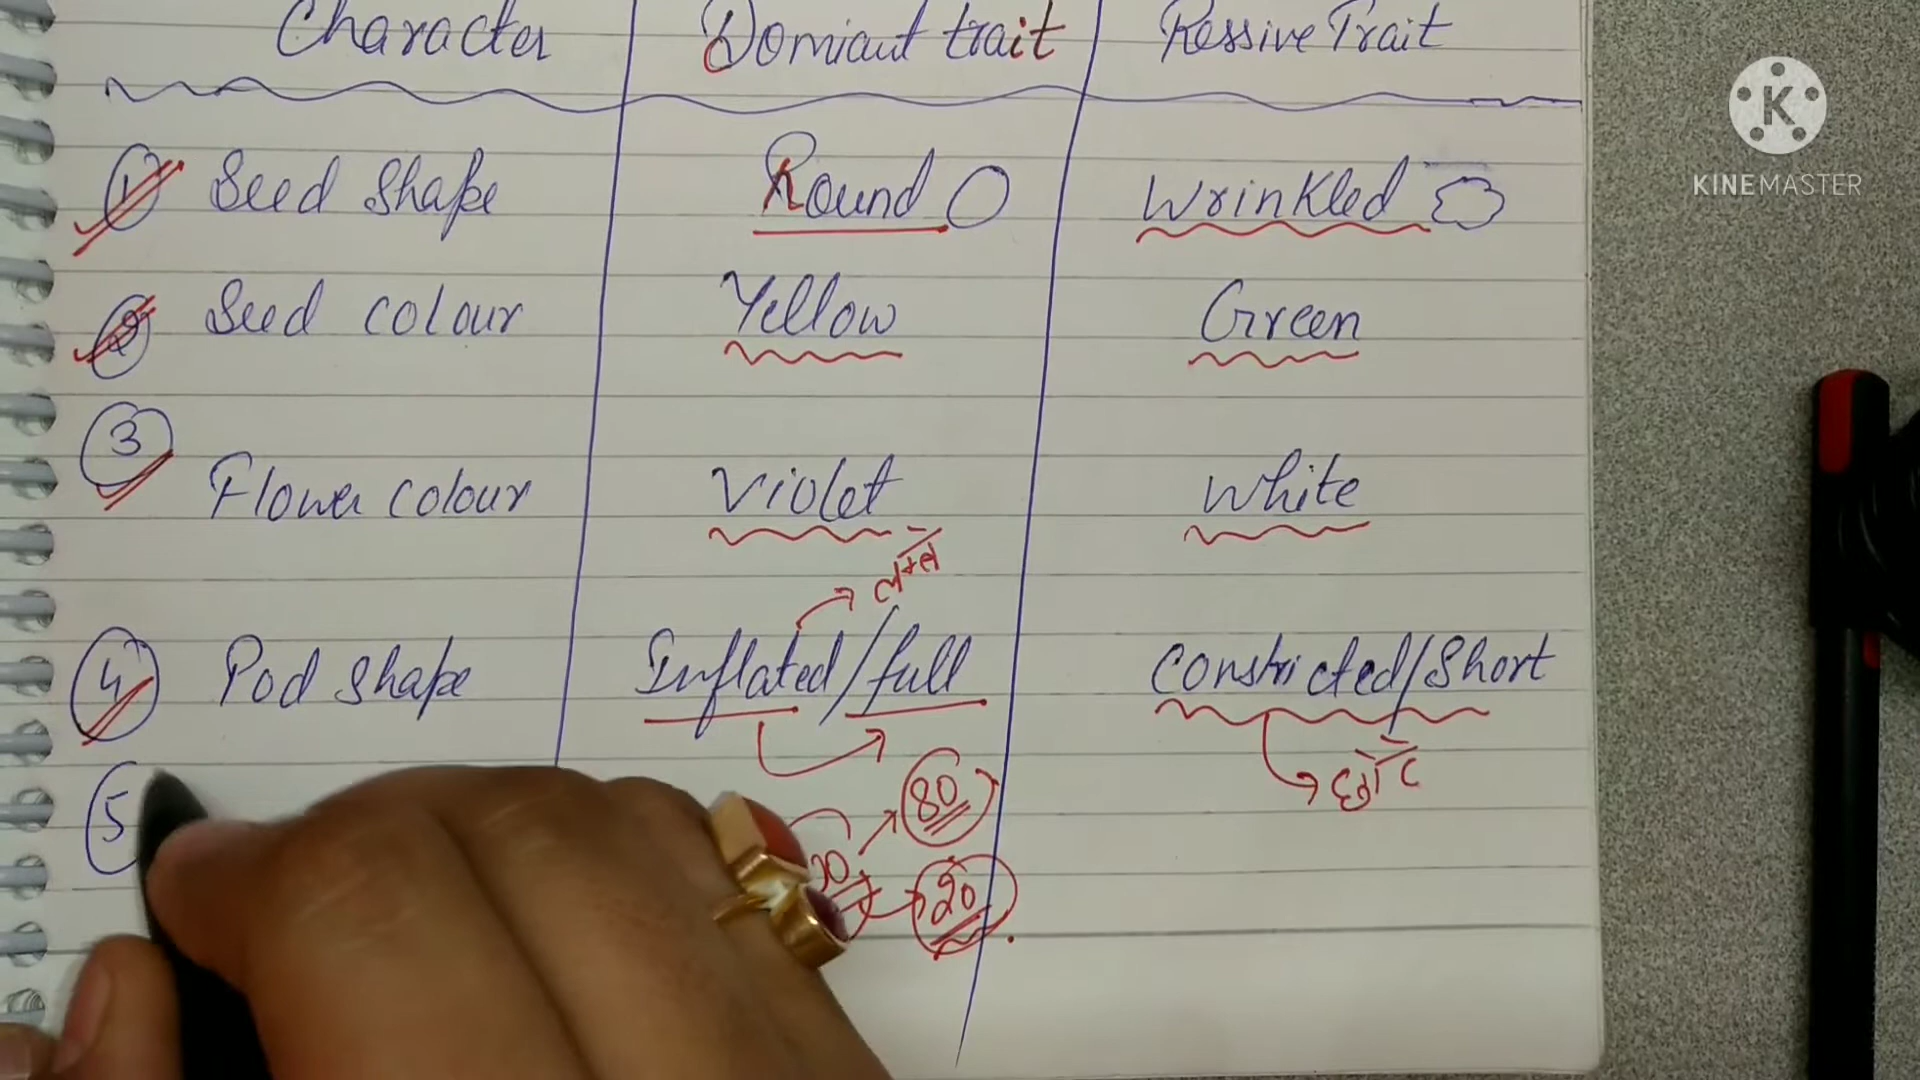 Character Domiant trait Ressive Trait
1 Seed Shape Round Wrinkled
2 Seed colour Yellow Green
3
Flower colour Violet White
4 Pod shape Inflated/full Constricted/Short
5
80
20
K
KINEMASTER